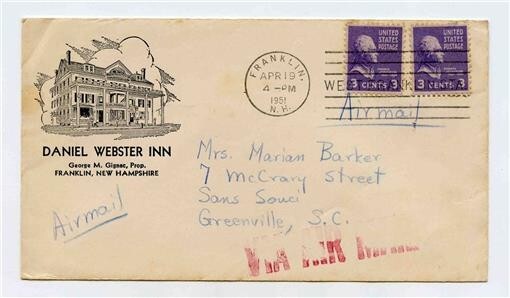 DANIEL WEBSTER INN
George M. Gignac, Prop.
FRANKLIN, NEW HAMPSHIRE
Airmail
FRANKLIN,
APR 19
4 - PM
1951
N.H.
UNITED STATES POSTAGE
3 CENTS 3
UNITED STATES POSTAGE
3 CENTS 3
Airmail
Mrs. Marian Barker
7 McCrary Street
Sans Souci
Greenville, S.C.
VIA AIR MAIL